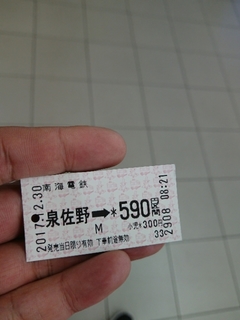 南海電鉄
泉佐野➡*590円区間
M 小児*300円
発売当日限り有効 下車前途無効
2017.-2.30
2908 08:21
33